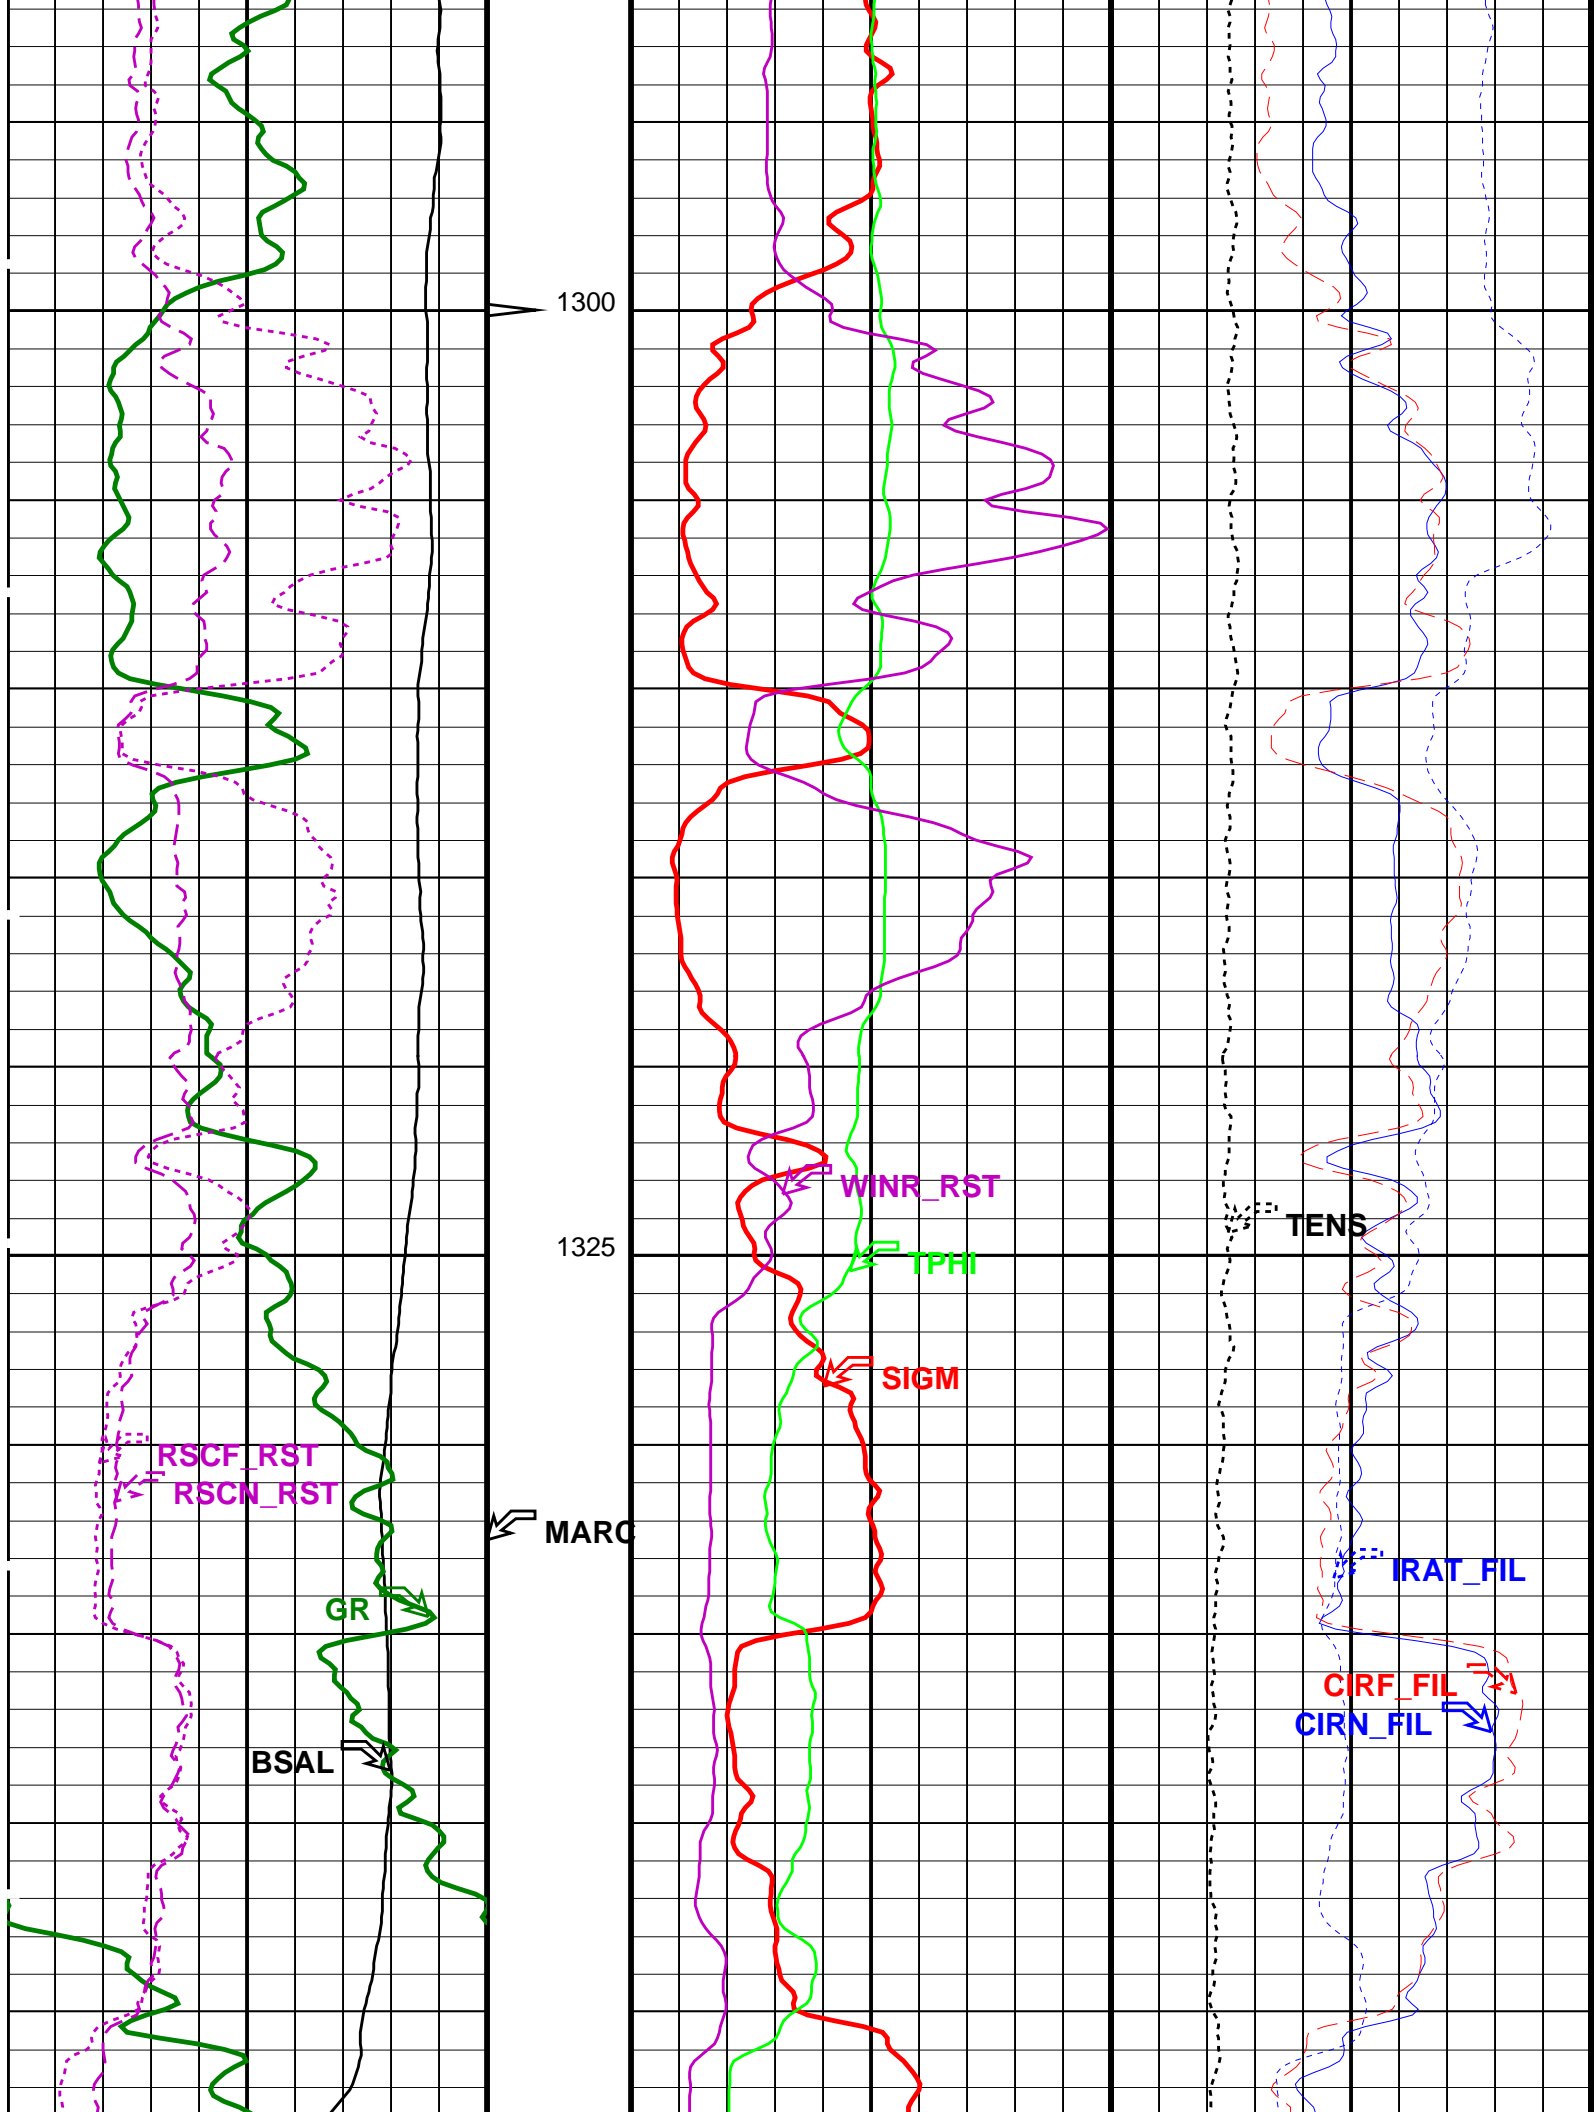 1300
WINR_RST
TENS
1325
TPHI
SIGM
RSCF_RST
RSCN_RST
MARC
IRAT_FIL
GR
CIRF_FIL
CIRN_FIL
BSAL